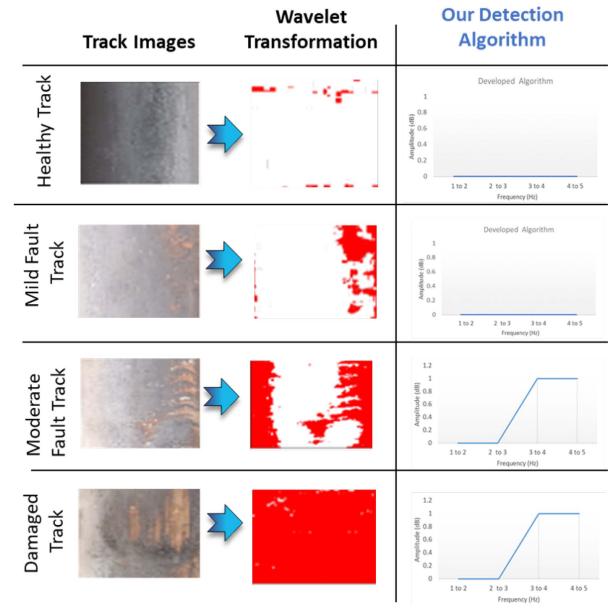 Track Images
Wavelet
Transformation
Our Detection
Algorithm
Healthy Track
Developed Algorithm
Amplitude (dB)
1
0.8
0.6
0.4
0.2
0
1 to 2 2 to 3 3 to 4 4 to 5
Frequency (Hz)
Mild Fault
Track
Developed Algorithm
Amplitude (dB)
1
0.8
0.6
0.4
0.2
0
1 to 2 2 to 3 3 to 4 4 to 5
Frequency (Hz)
Moderate
Fault Track
Amplitude (dB)
1.2
1
0.8
0.6
0.4
0.2
0
1 to 2 2 to 3 3 to 4 4 to 5
Frequency (Hz)
Damaged
Track
Amplitude (dB)
1.2
1
0.8
0.6
0.4
0.2
0
1 to 2 2 to 3 3 to 4 4 to 5
Frequency (Hz)